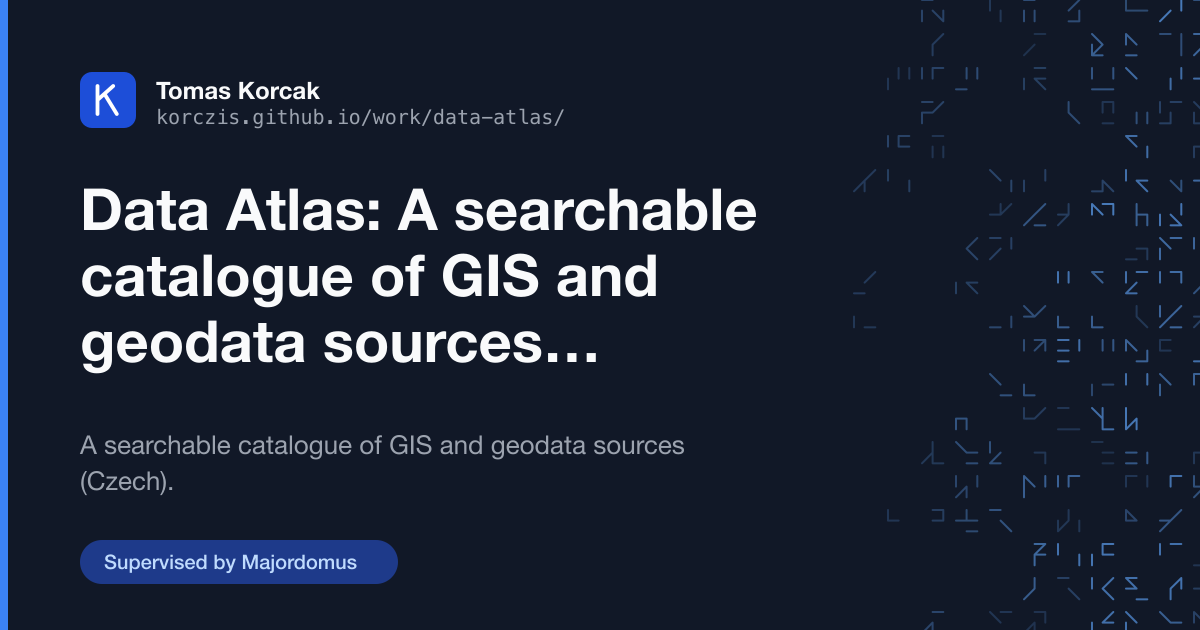 K
Tomas Korcak
korczis.github.io/work/data-atlas/
Data Atlas: A searchable
catalogue of GIS and
geodata sources…
A searchable catalogue of GIS and geodata sources
(Czech).
Supervised by Majordomus